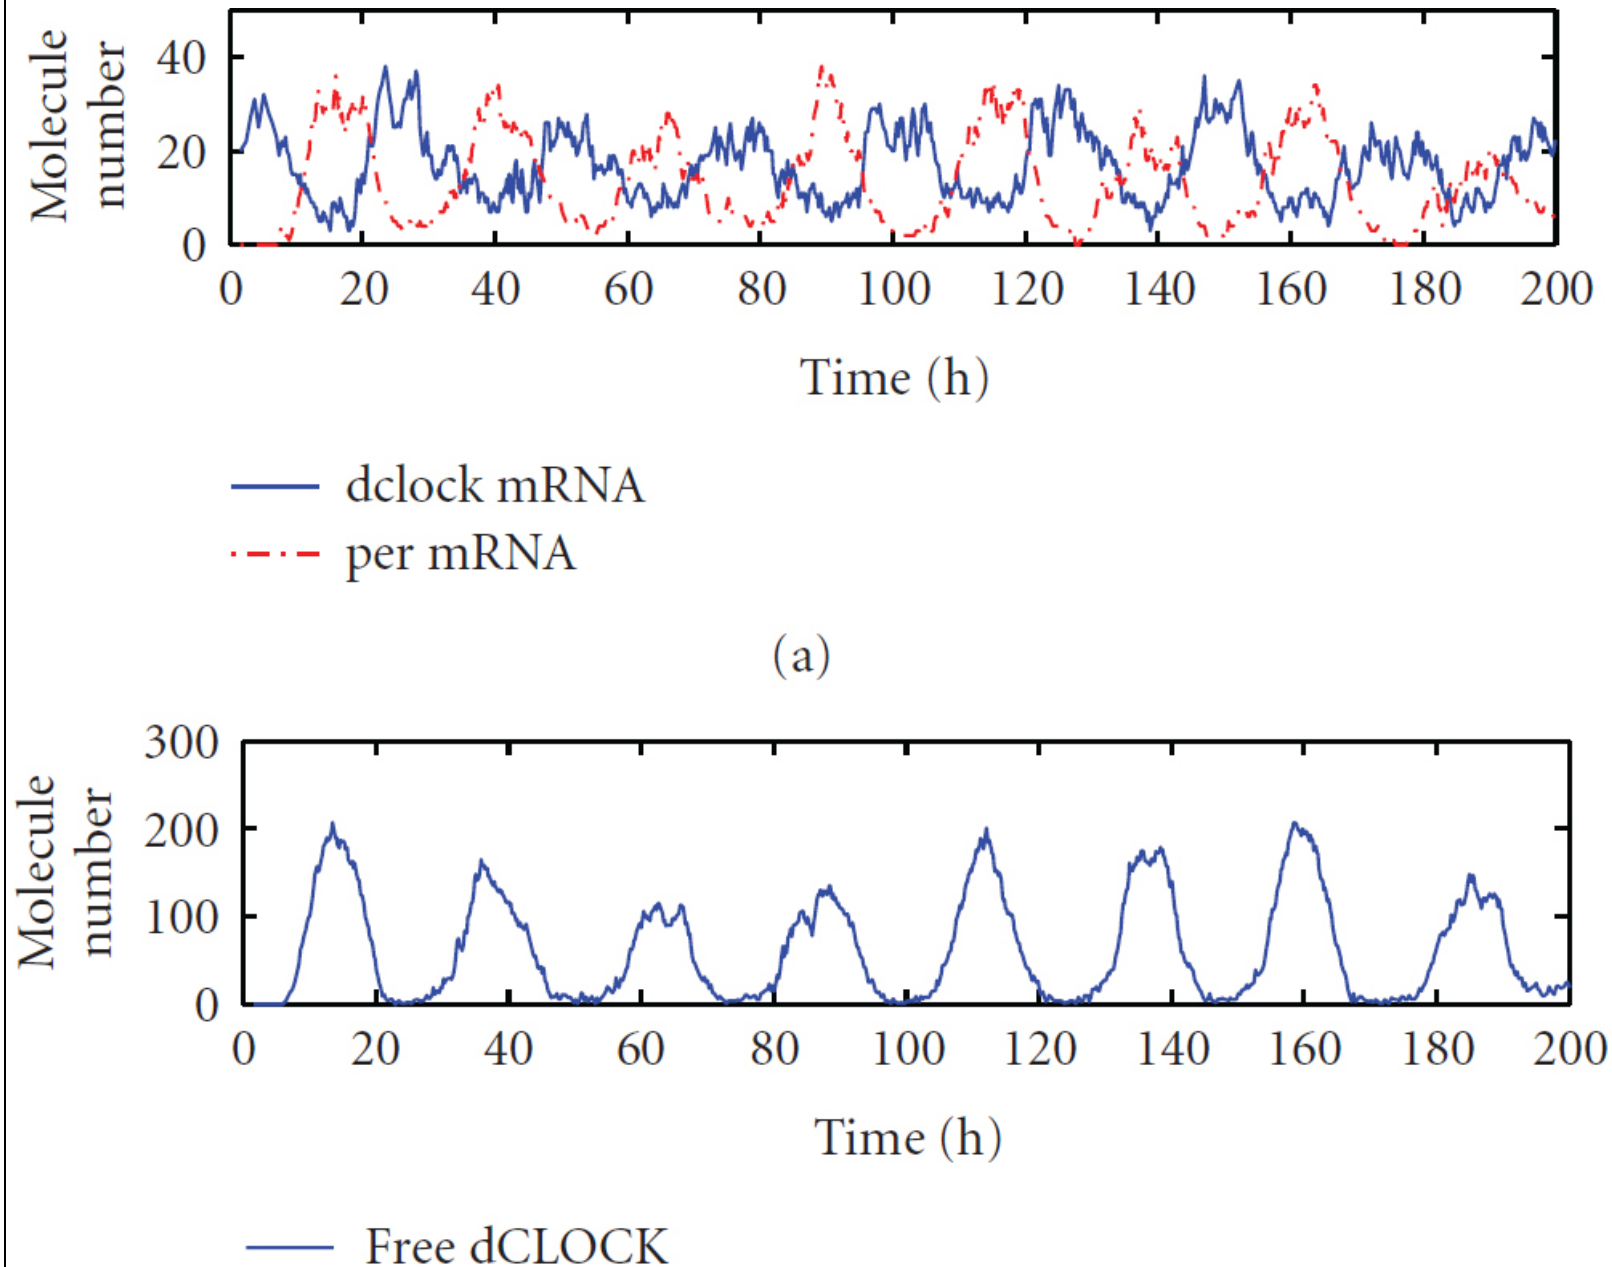 Molecule
number
40
20
0
0 20 40 60 80 100 120 140 160 180 200
Time (h)
dclock mRNA
per mRNA
(a)
Molecule
number
300
200
100
0
0 20 40 60 80 100 120 140 160 180 200
Time (h)
Free dCLOCK